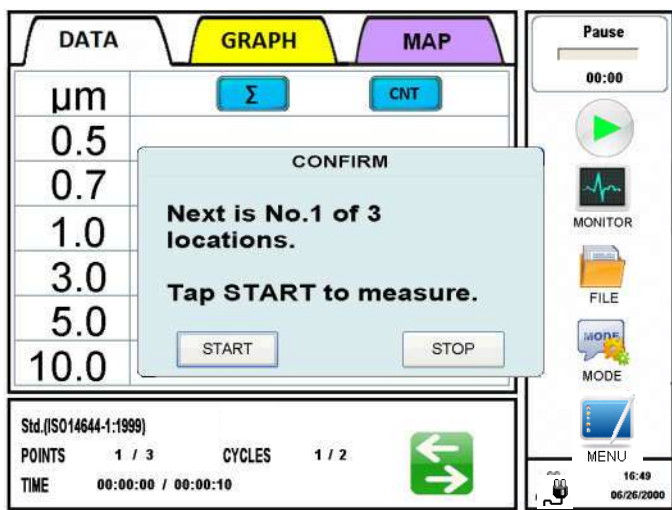 DATA
GRAPH
MAP
µm
Σ
CNT
0.5
0.7
1.0
3.0
5.0
10.0
CONFIRM
Next is No.1 of 3
locations.
Tap START to measure.
START
STOP
Std.(ISO14644-1:1999)
POINTS 1 / 3 CYCLES 1 / 2
TIME 00:00:00 / 00:00:10
Pause
00:00
MONITOR
FILE
MODE
MODE
MENU
16:49
06/26/2000